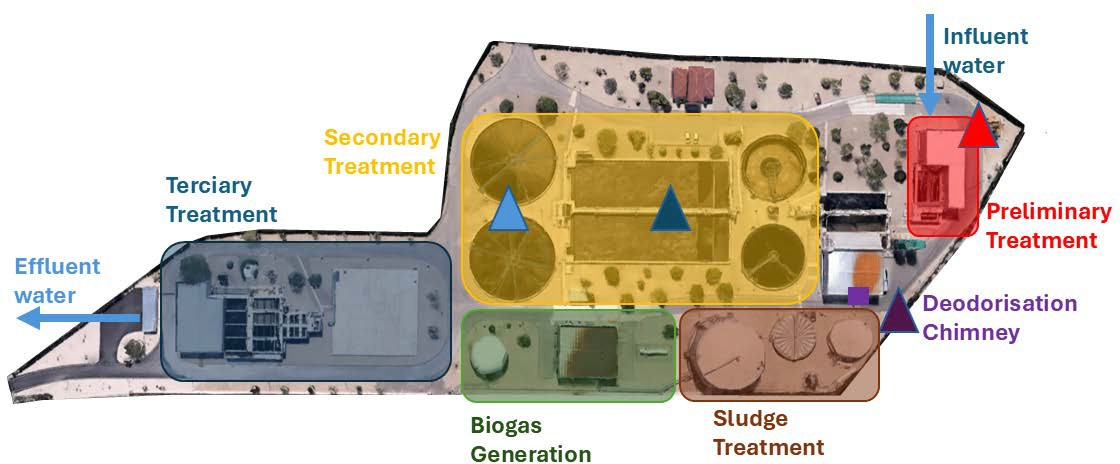 Influent
water
Secondary
Treatment
Terciary
Treatment
Preliminary
Treatment
Effluent
water
Deodorisation
Chimney
Biogas
Generation
Sludge
Treatment